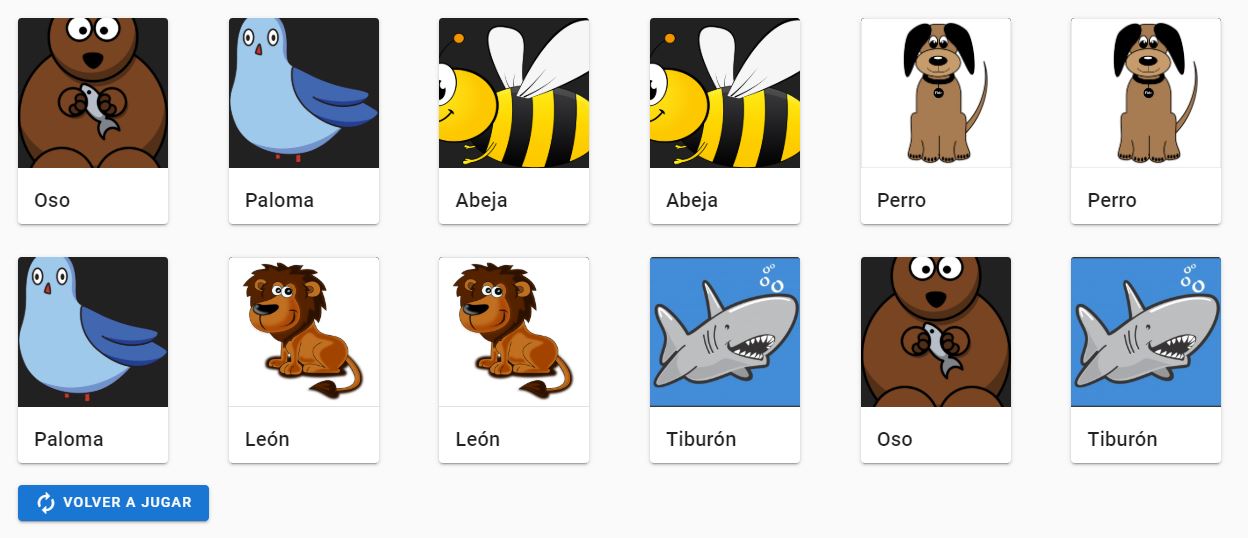 Oso
Paloma
Abeja
Abeja
Perro
Perro
Paloma
León
León
Tiburón
Oso
Tiburón
VOLVER A JUGAR